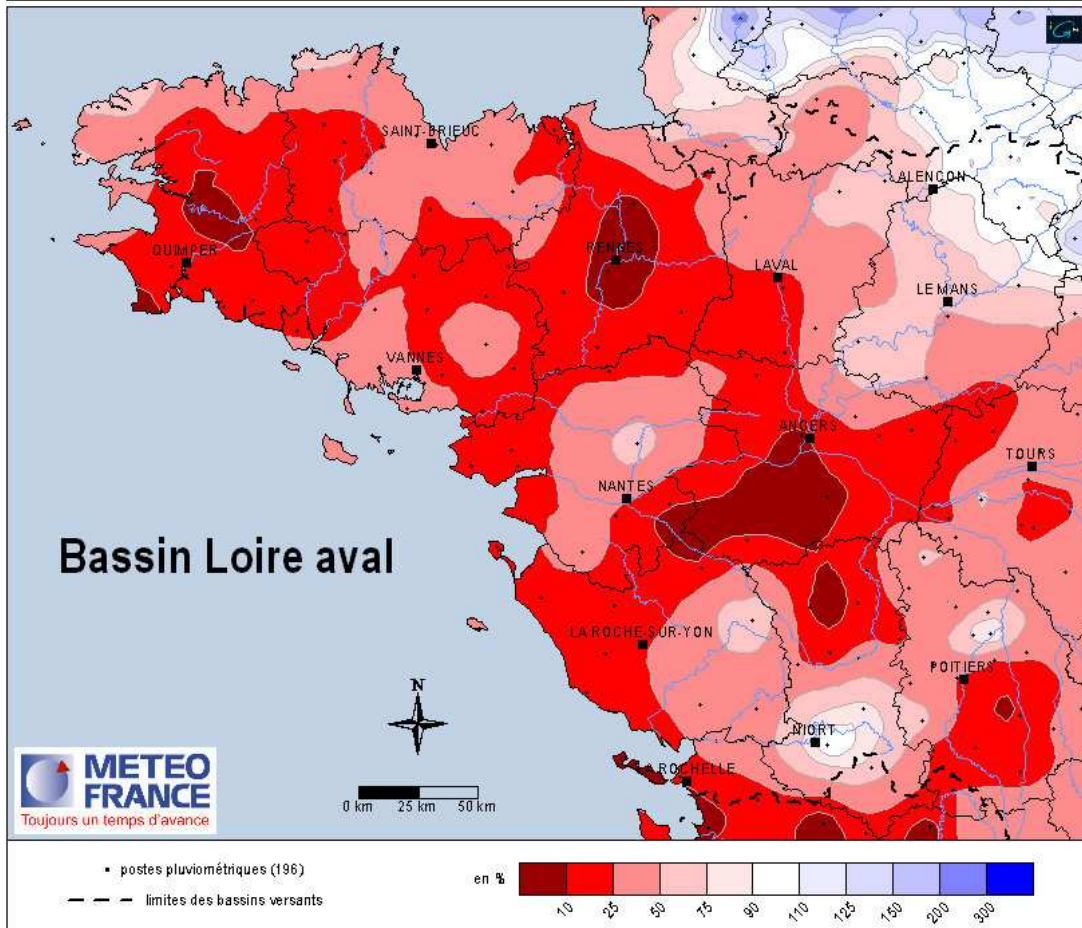 SAINT-BRIEUC
ALENCON
QUIMPER
RENNES
LAVAL
LE MANS
VANNES
ANGERS
TOURS
NANTES
Bassin Loire aval
LA ROCHE-SUR-YON
POITIERS
N
NIORT
METEO
FRANCE
Toujours un temps d'avance
A ROCHELLE
0 km 25 km 50 km
postes pluviométriques (196)
limites des bassins versants
en %
10 25 50 75 90 110 125 150 200 300